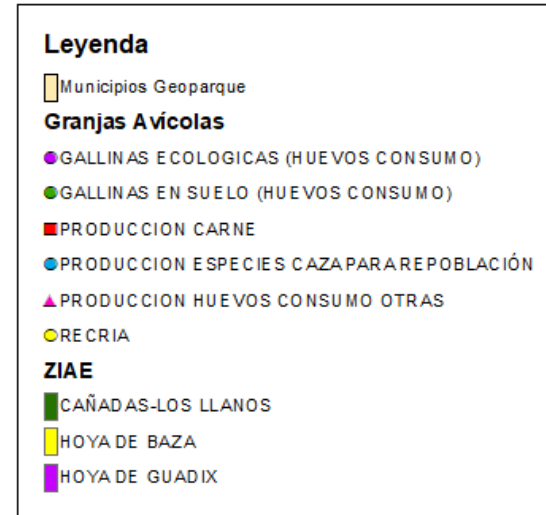 Leyenda
Municipios Geoparque
Granjas Avícolas
GALLINAS ECOLOGICAS (HUEVOS CONSUMO)
GALLINAS EN SUELO (HUEVOS CONSUMO)
PRODUCCION CARNE
PRODUCCION ESPECIES CAZA PARA REPOBLACIÓN
PRODUCCION HUEVOS CONSUMO OTRAS
RECRIA
ZIAE
CAÑADAS-LOS LLANOS
HOYA DE BAZA
HOYA DE GUADIX